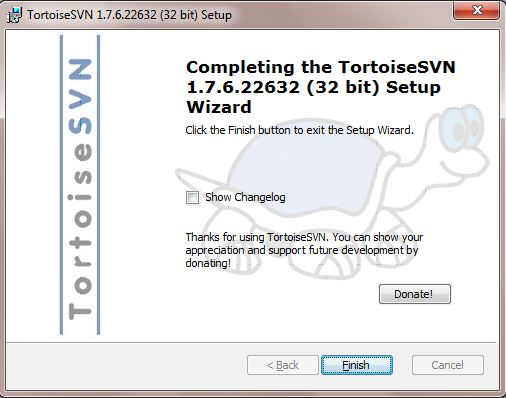 TortoiseSVN 1.7.6.22632 (32 bit) Setup
TortoiseSVN
Completing the TortoiseSVN
1.7.6.22632 (32 bit) Setup
Wizard
Click the Finish button to exit the Setup Wizard.
Show Changelog
Thanks for using TortoiseSVN. You can show your
appreciation and support future development by
donating!
Donate!
< Back
Finish
Cancel